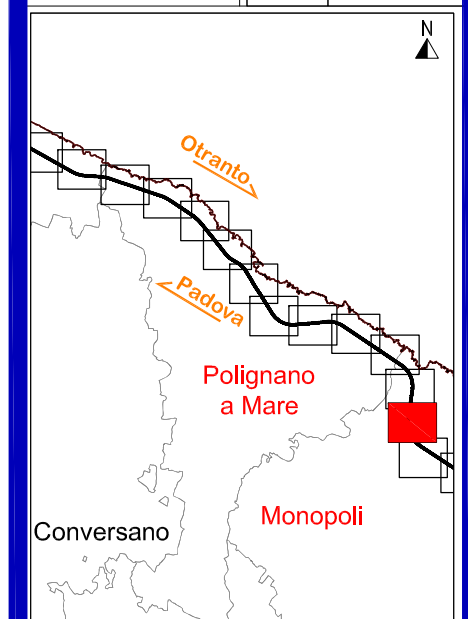 N
Otranto
Padova
Polignano
a Mare
Monopoli
Conversano